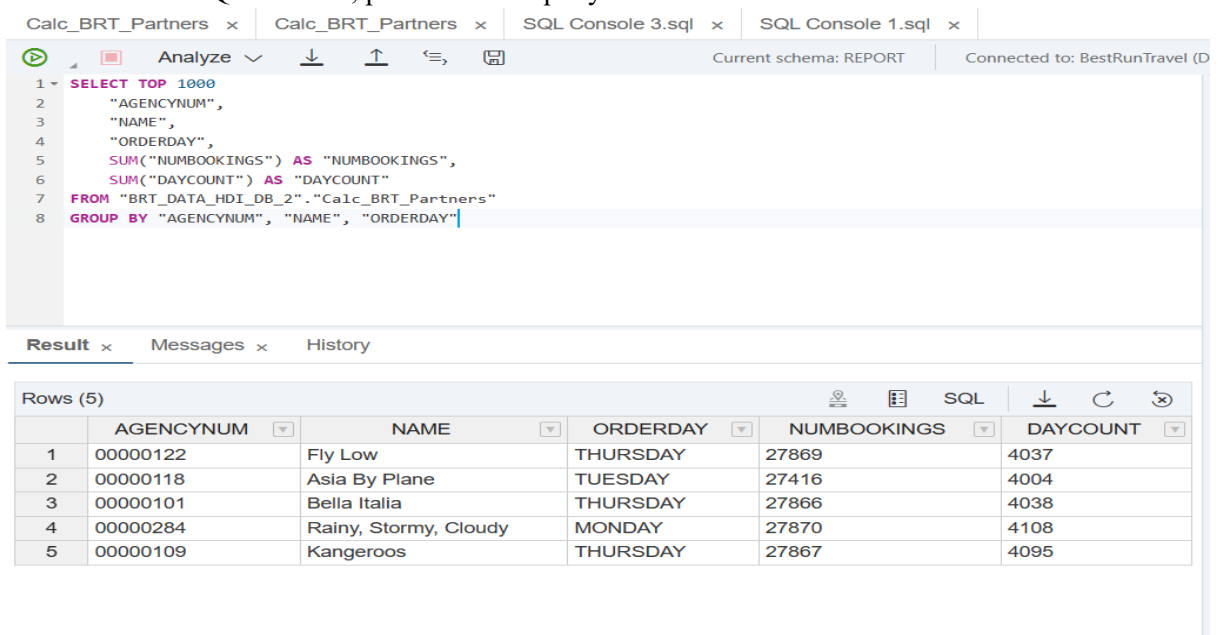 Calc_BRT_Partners × Calc_BRT_Partners × SQL Console 3.sql × SQL Console 1.sql ×
Analyze Current schema: REPORT Connected to: BestRunTravel (D
1 SELECT TOP 1000
2 "AGENCYNUM",
3 "NAME",
4 "ORDERDAY",
5 SUM("NUMBOOKINGS") AS "NUMBOOKINGS",
6 SUM("DAYCOUNT") AS "DAYCOUNT"
7 FROM "BRT_DATA_HDI_DB_2"."Calc_BRT_Partners"
8 GROUP BY "AGENCYNUM", "NAME", "ORDERDAY"
Result × Messages × History
Rows (5) SQL
AGENCYNUM NAME ORDERDAY NUMBOOKINGS DAYCOUNT
1 00000122 Fly Low THURSDAY 27869 4037
2 00000118 Asia By Plane TUESDAY 27416 4004
3 00000101 Bella Italia THURSDAY 27866 4038
4 00000284 Rainy, Stormy, Cloudy MONDAY 27870 4108
5 00000109 Kangeroos THURSDAY 27867 4095